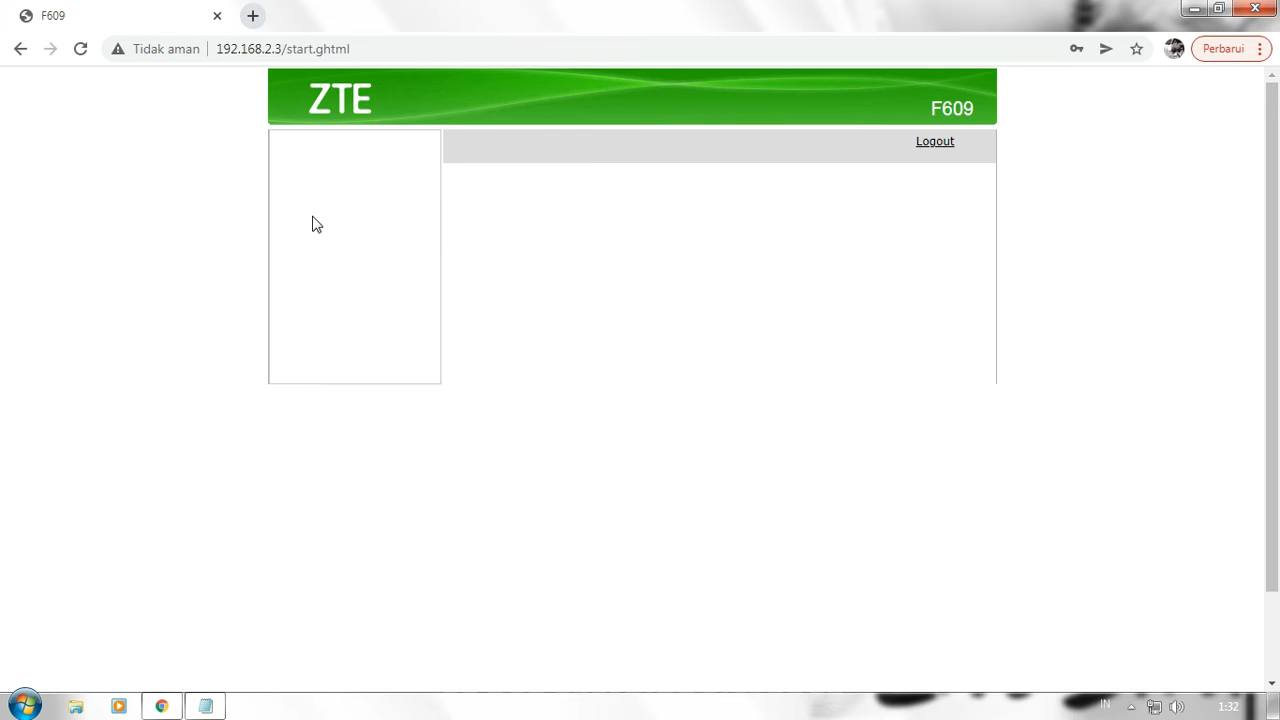 F609
Tidak aman
192.168.2.3/start.ghtml
Perbarui
ZTE
F609
Logout
IN
1:32